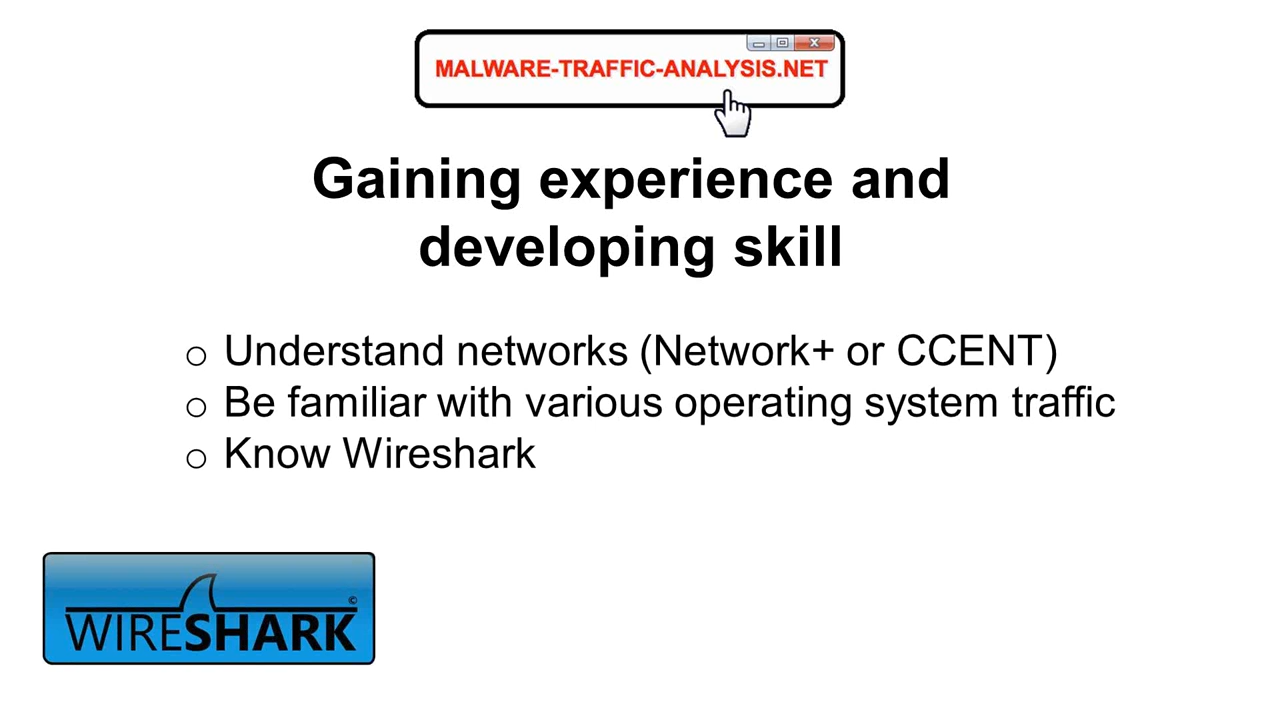 MALWARE-TRAFFIC-ANALYSIS.NET
Gaining experience and
developing skill
o Understand networks (Network+ or CCENT)
o Be familiar with various operating system traffic
o Know Wireshark
WIRESHARK ©